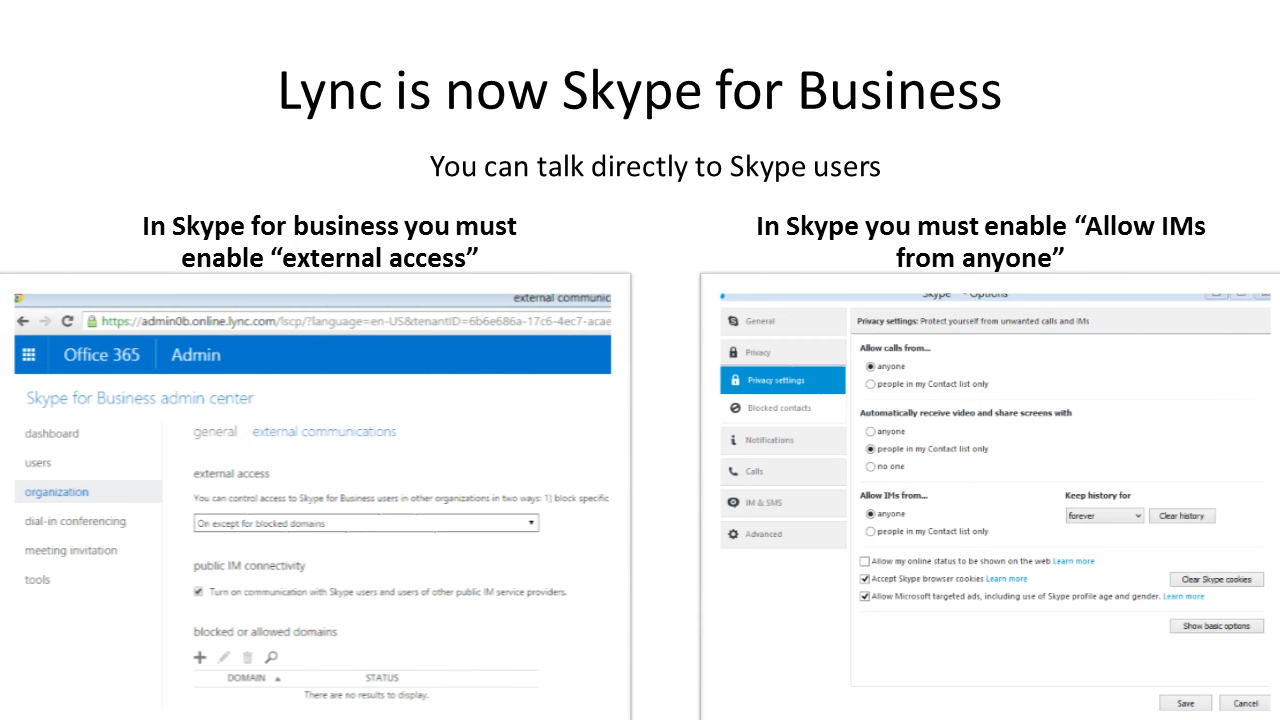 Lync is now Skype for Business
You can talk directly to Skype users
In Skype for business you must
enable “external access”
external communic
https://admin0b.online.lync.com/lscp/?language=en-US&tenantID=6b6e686a-17c6-4ec7-acae
Office 365 Admin
Skype for Business admin center
dashboard
users
organization
dial-in conferencing
meeting invitation
tools
general external communications
external access
You can control access to Skype for Business users in other organizations in two ways: 1) block specific
On except for blocked domains
public IM connectivity
Turn on communication with Skype users and users of other public IM service providers.
blocked or allowed domains
DOMAIN STATUS
There are no results to display.
In Skype you must enable “Allow IMs
from anyone”
Skype - Options
General
Privacy
Privacy settings
Blocked contacts
Notifications
Calls
IM & SMS
Advanced
Privacy settings: Protect yourself from unwanted calls and IMs
Allow calls from...
anyone
people in my Contact list only
Automatically receive video and share screens with
anyone
people in my Contact list only
no one
Allow IMs from... Keep history for
anyone forever Clear history
people in my Contact list only
Allow my online status to be shown on the web Learn more
Accept Skype browser cookies Learn more Clear Skype cookies
Allow Microsoft targeted ads, including use of Skype profile age and gender. Learn more
Show basic options
Save Cancel